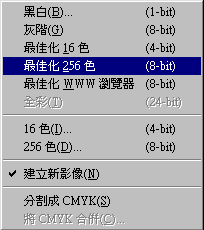 黑白(B)... (1-bit)
灰階(G) (8-bit)
最佳化 16 色 (4-bit)
最佳化 256 色 (8-bit)
最佳化 WWW 瀏覽器 (8-bit)
全彩(T) (24-bit)
16 色(I)... (4-bit)
256 色(D)... (8-bit)
建立新影像(N)
分割成 CMYK(S)
將 CMYK 合併(C)...